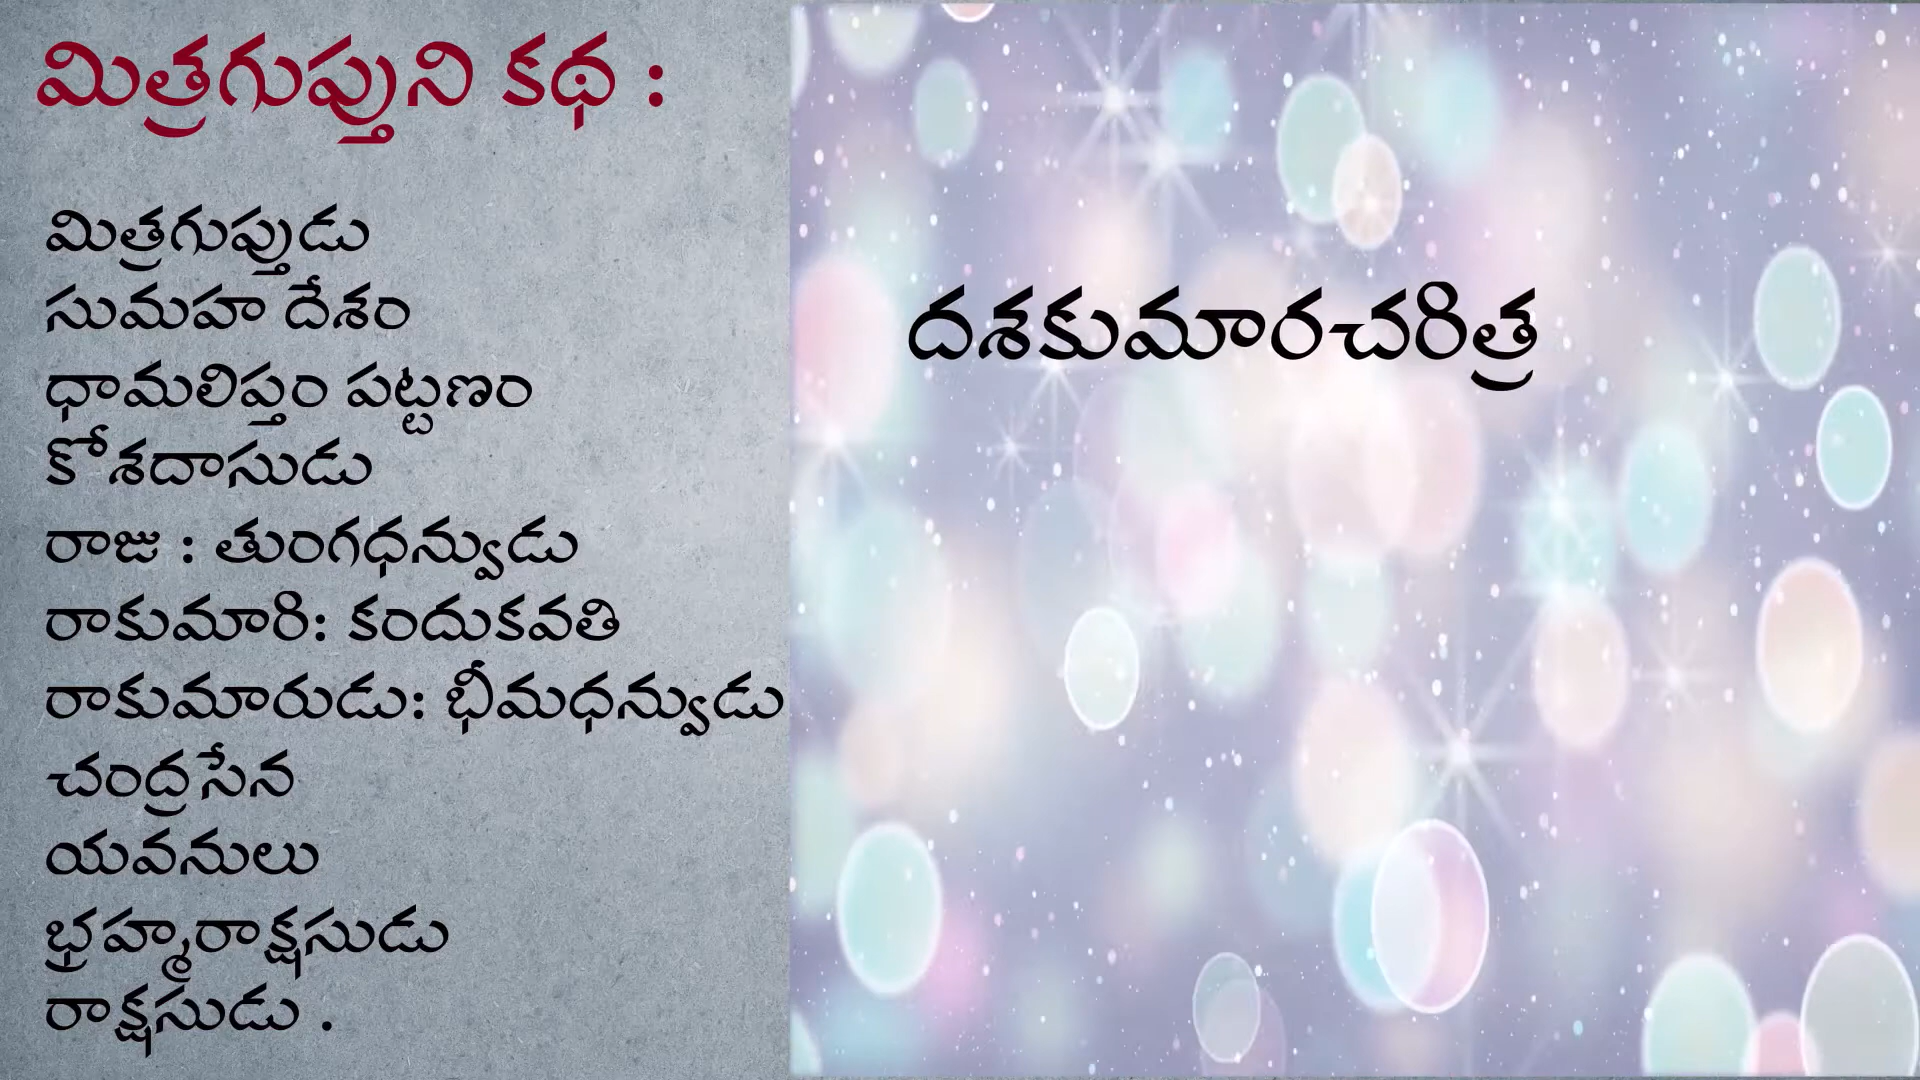 మిత్రగుప్తుని కథ :
మిత్రగుప్తుడు
సుమహ దేశం
ధామలిప్తం పట్టణం
కోశదాసుడు
రాజు : తుంగధన్వుడు
రాకుమారి: కందుకవతి
రాకుమారుడు: భీమధన్వుడు
చంద్రసేన
యవనులు
భ్రహ్మరాక్షసుడు
రాక్షసుడు .
దశకుమారచరిత్ర